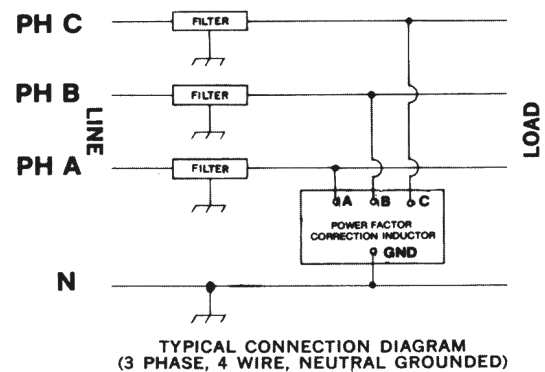 PH C
FILTER
PH B
FILTER
LINE
LOAD
PH A
FILTER
A B C
POWER FACTOR
CORRECTION INDUCTOR
GND
N
TYPICAL CONNECTION DIAGRAM
(3 PHASE, 4 WIRE, NEUTRAL GROUNDED)